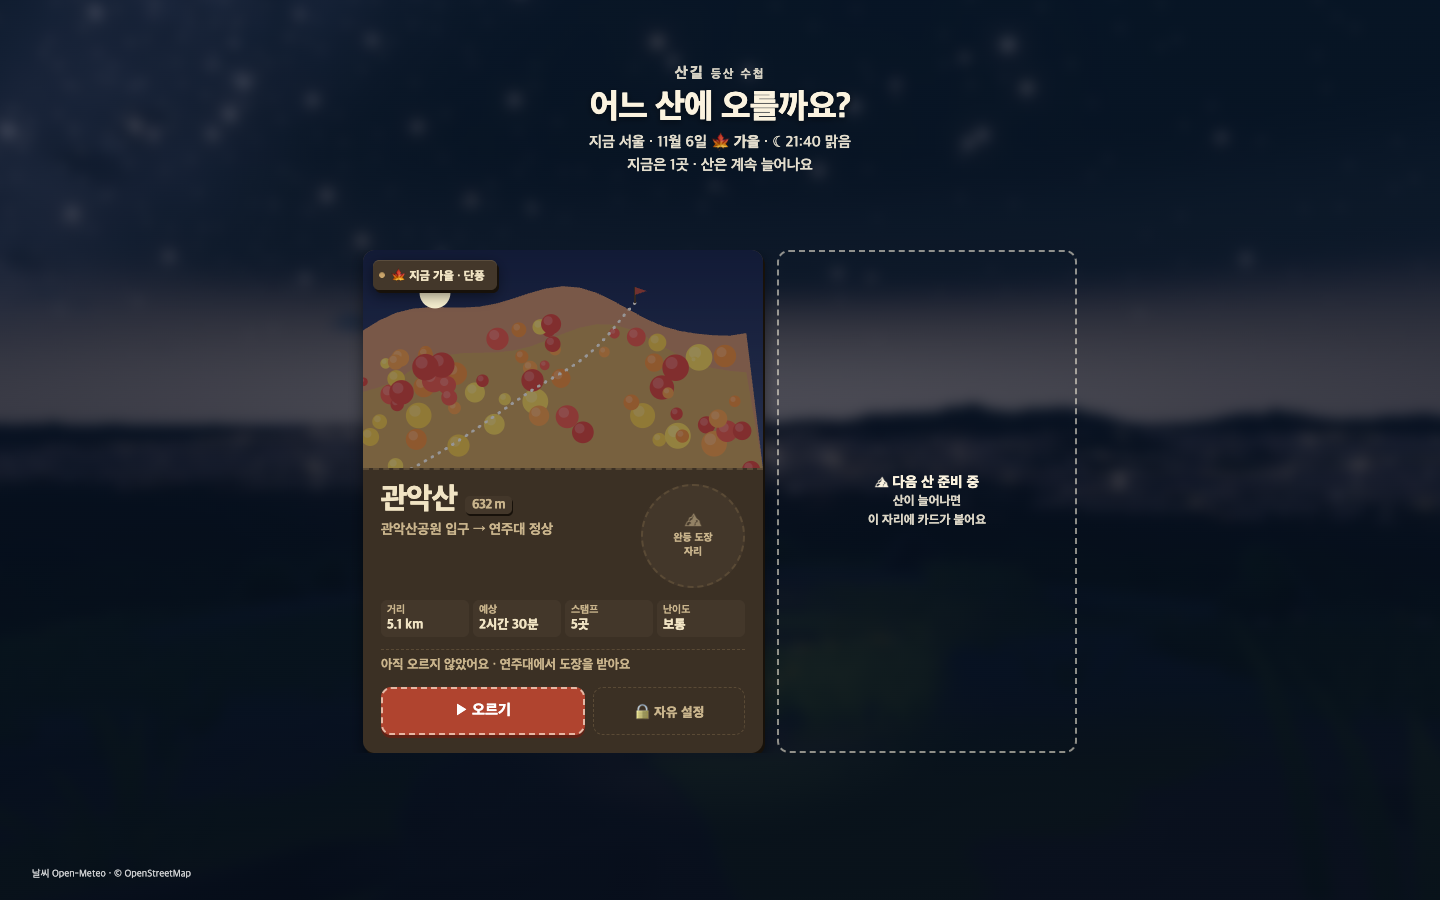 산길 등산 수첩
어느 산에 오를까요?
지금 서울 · 11월 6일 🍁 가을 · ☾ 21:40 맑음
지금은 1곳 · 산은 계속 늘어나요
🍁 지금 가을 · 단풍
관악산 632 m
관악산공원 입구 → 연주대 정상
완등 도장
자리
거리
5.1 km
예상
2시간 30분
스탬프
5곳
난이도
보통
아직 오르지 않았어요 · 연주대에서 도장을 받아요
▶ 오르기
🔒 자유 설정
다음 산 준비 중
산이 늘어나면
이 자리에 카드가 붙어요
날씨 Open-Meteo · © OpenStreetMap